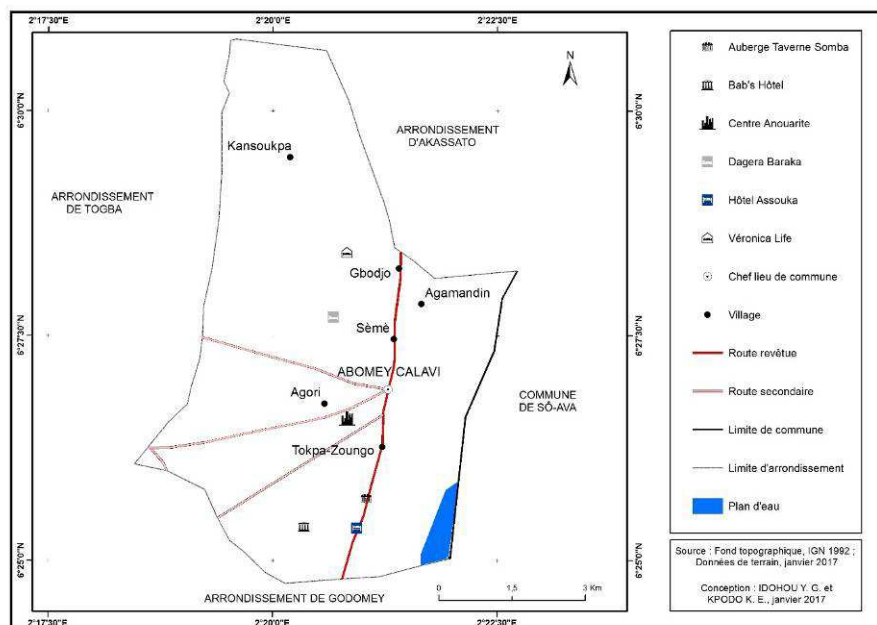 2°17'30"E
2°20'0"E
2°22'30"E
6°30'0"N
6°30'0"N
N
ARRONDISSEMENT
D'AKASSATO
Kansoukpa
ARRONDISSEMENT
DE TOGBA
Gbodjo
Agamandin
Sèmè
6°27'30"N
6°27'30"N
ABOMEY CALAVI
Agori
COMMUNE
DE SÔ-AVA
Tokpa-Zoungo
6°25'0"N
6°25'0"N
0
1,5
3 Km
ARRONDISSEMENT DE GODOMEY
2°17'30"E
2°20'0"E
2°22'30"E
Auberge Taverne Somba
Bab's Hôtel
Centre Anouarite
Dagera Baraka
Hôtel Assouka
Véronica Life
Chef lieu de commune
Village
Route revêtue
Route secondaire
Limite de commune
Limite d'arrondissement
Plan d'eau
Source : Fond topographique, IGN 1992 ;
Données de terrain, janvier 2017
Conception : IDOHOU Y. G. et
KPODO K. E., janvier 2017